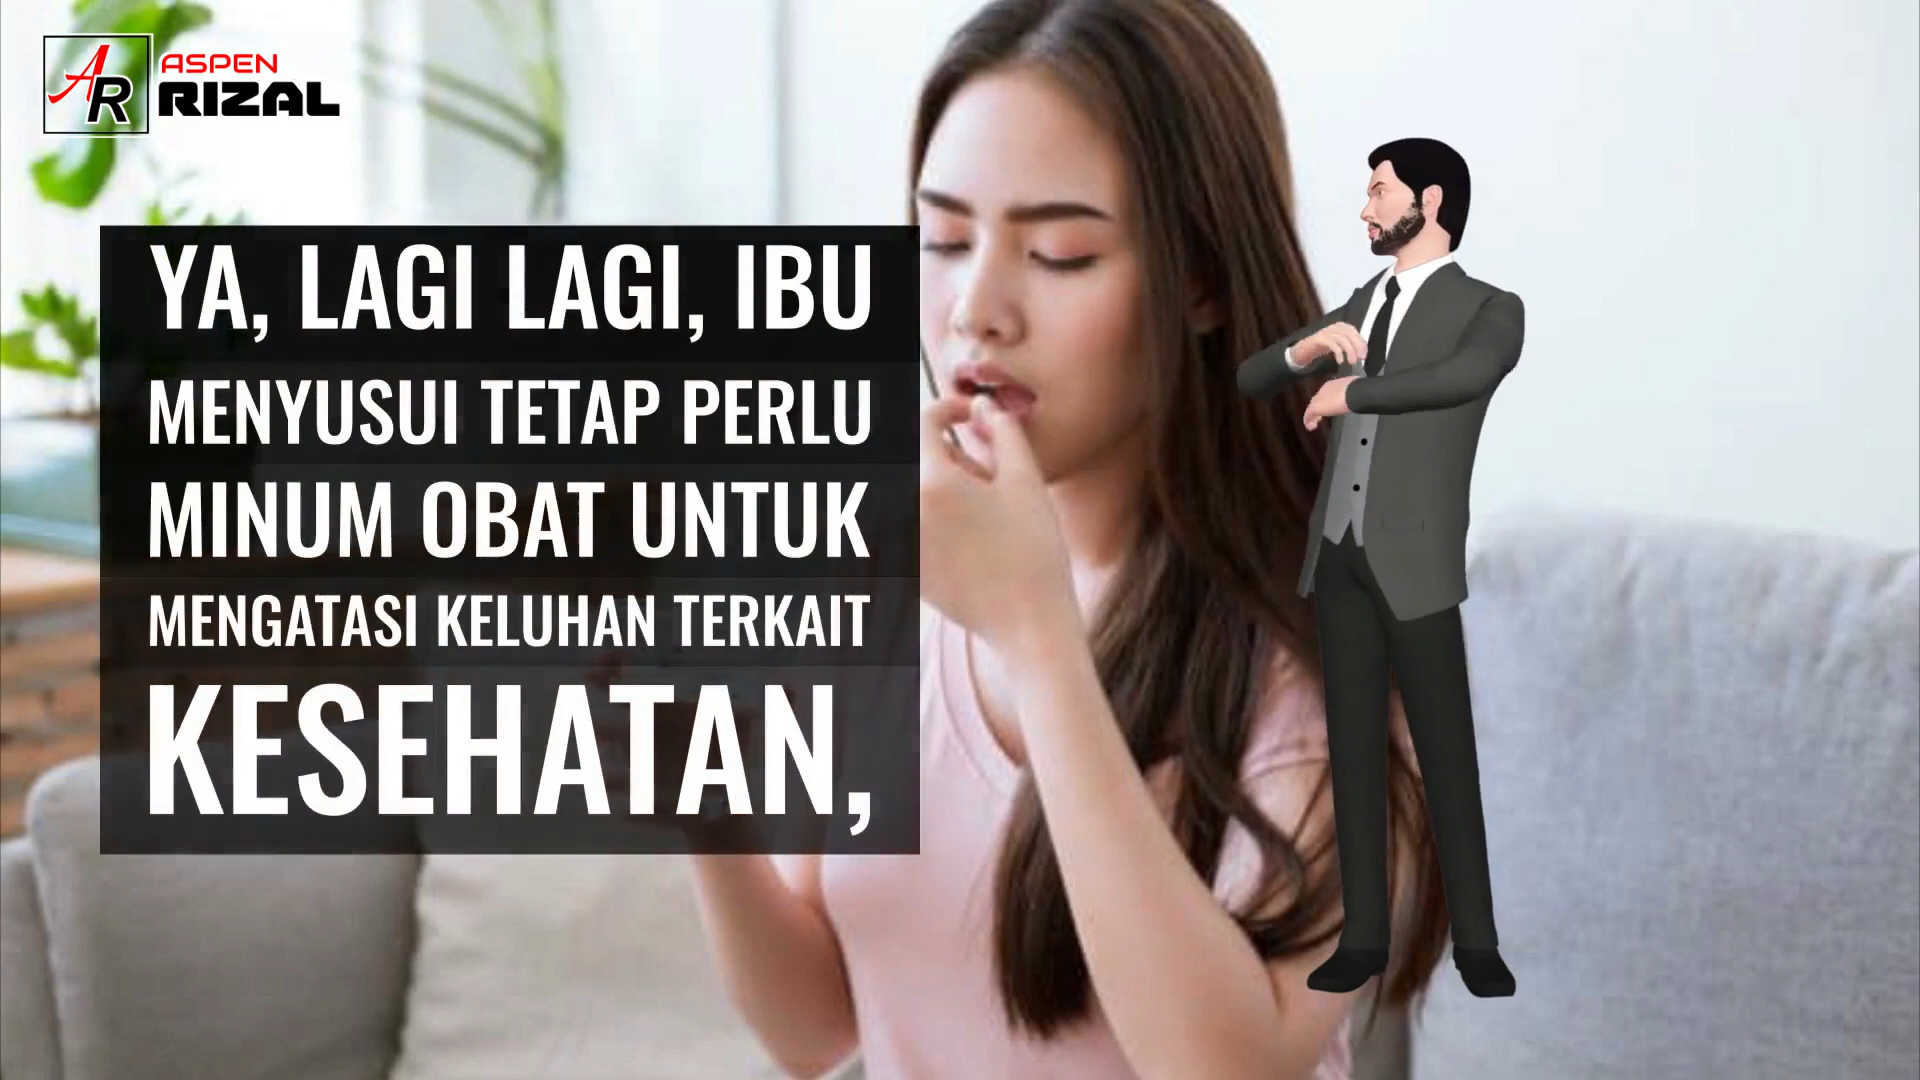 AR
ASPEN
RIZAL
YA, LAGI LAGI, IBU
MENYUSUI TETAP PERLU
MINUM OBAT UNTUK
MENGATASI KELUHAN TERKAIT
KESEHATAN,